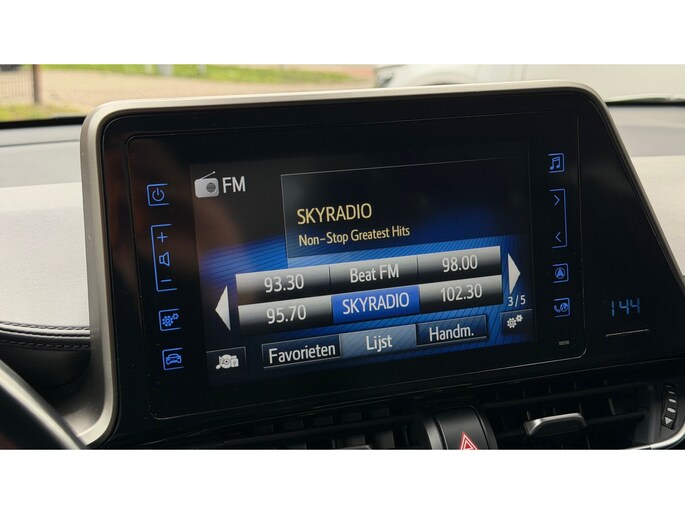 FM
SKYRADIO
Non-Stop Greatest Hits
93.30 Beat FM 98.00
95.70 SKYRADIO 102.30
3/5
Favorieten Lijst Handm.
144